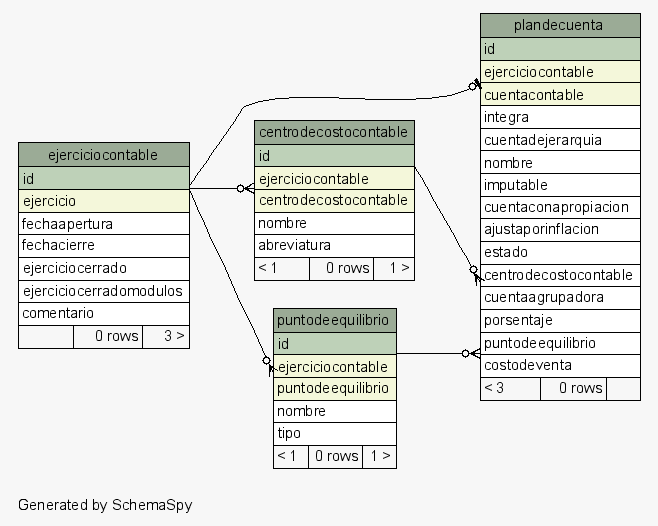 plandecuenta
id
ejerciciocontable
cuentacontable
integra
cuentadejerarquia
nombre
imputable
cuentaconapropiacion
ajustaporinflacion
estado
centrodecostocontable
cuentaagrupadora
porsentaje
puntodeequilibrio
costodeventa
< 3 0 rows
centrodecostocontable
id
ejerciciocontable
centrodecostocontable
nombre
abreviatura
< 1 0 rows 1 >
ejerciciocontable
id
ejercicio
fechaapertura
fechacierre
ejerciciocerrado
ejerciciocerradomodulos
comentario
0 rows 3 >
puntodeequilibrio
id
ejerciciocontable
puntodeequilibrio
nombre
tipo
< 1 0 rows 1 >
Generated by SchemaSpy